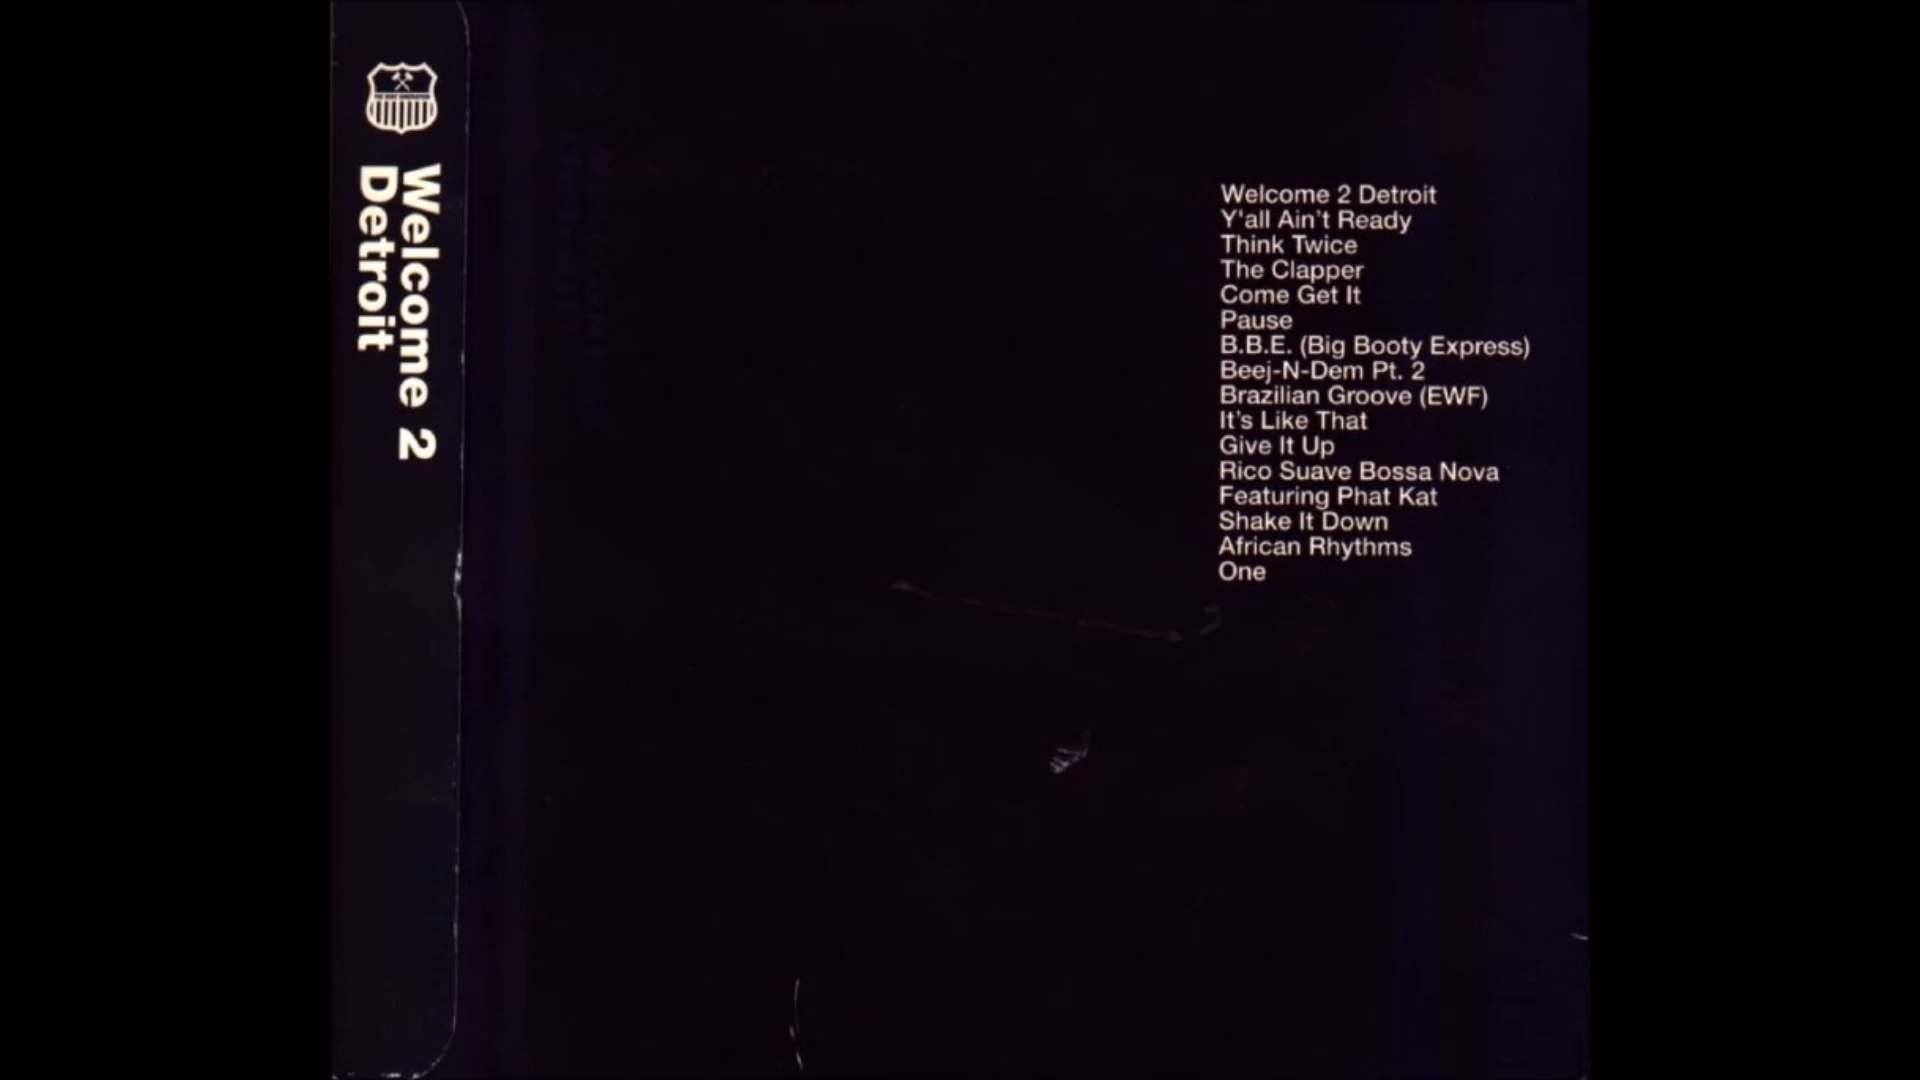 Welcome 2
Detroit
Welcome 2 Detroit
Y'all Ain't Ready
Think Twice
The Clapper
Come Get It
Pause
B.B.E. (Big Booty Express)
Beej-N-Dem Pt. 2
Brazilian Groove (EWF)
It's Like That
Give It Up
Rico Suave Bossa Nova
Featuring Phat Kat
Shake It Down
African Rhythms
One